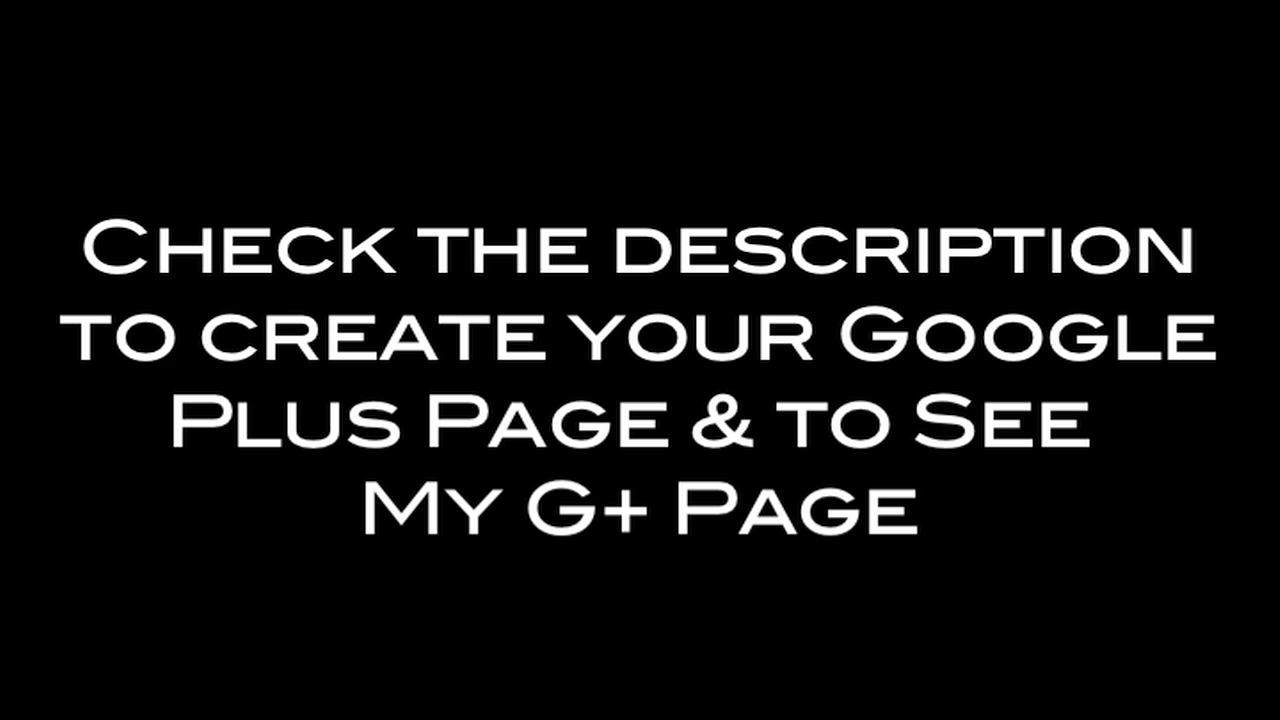 Check the description
to create your Google
Plus Page & to See
My G+ Page